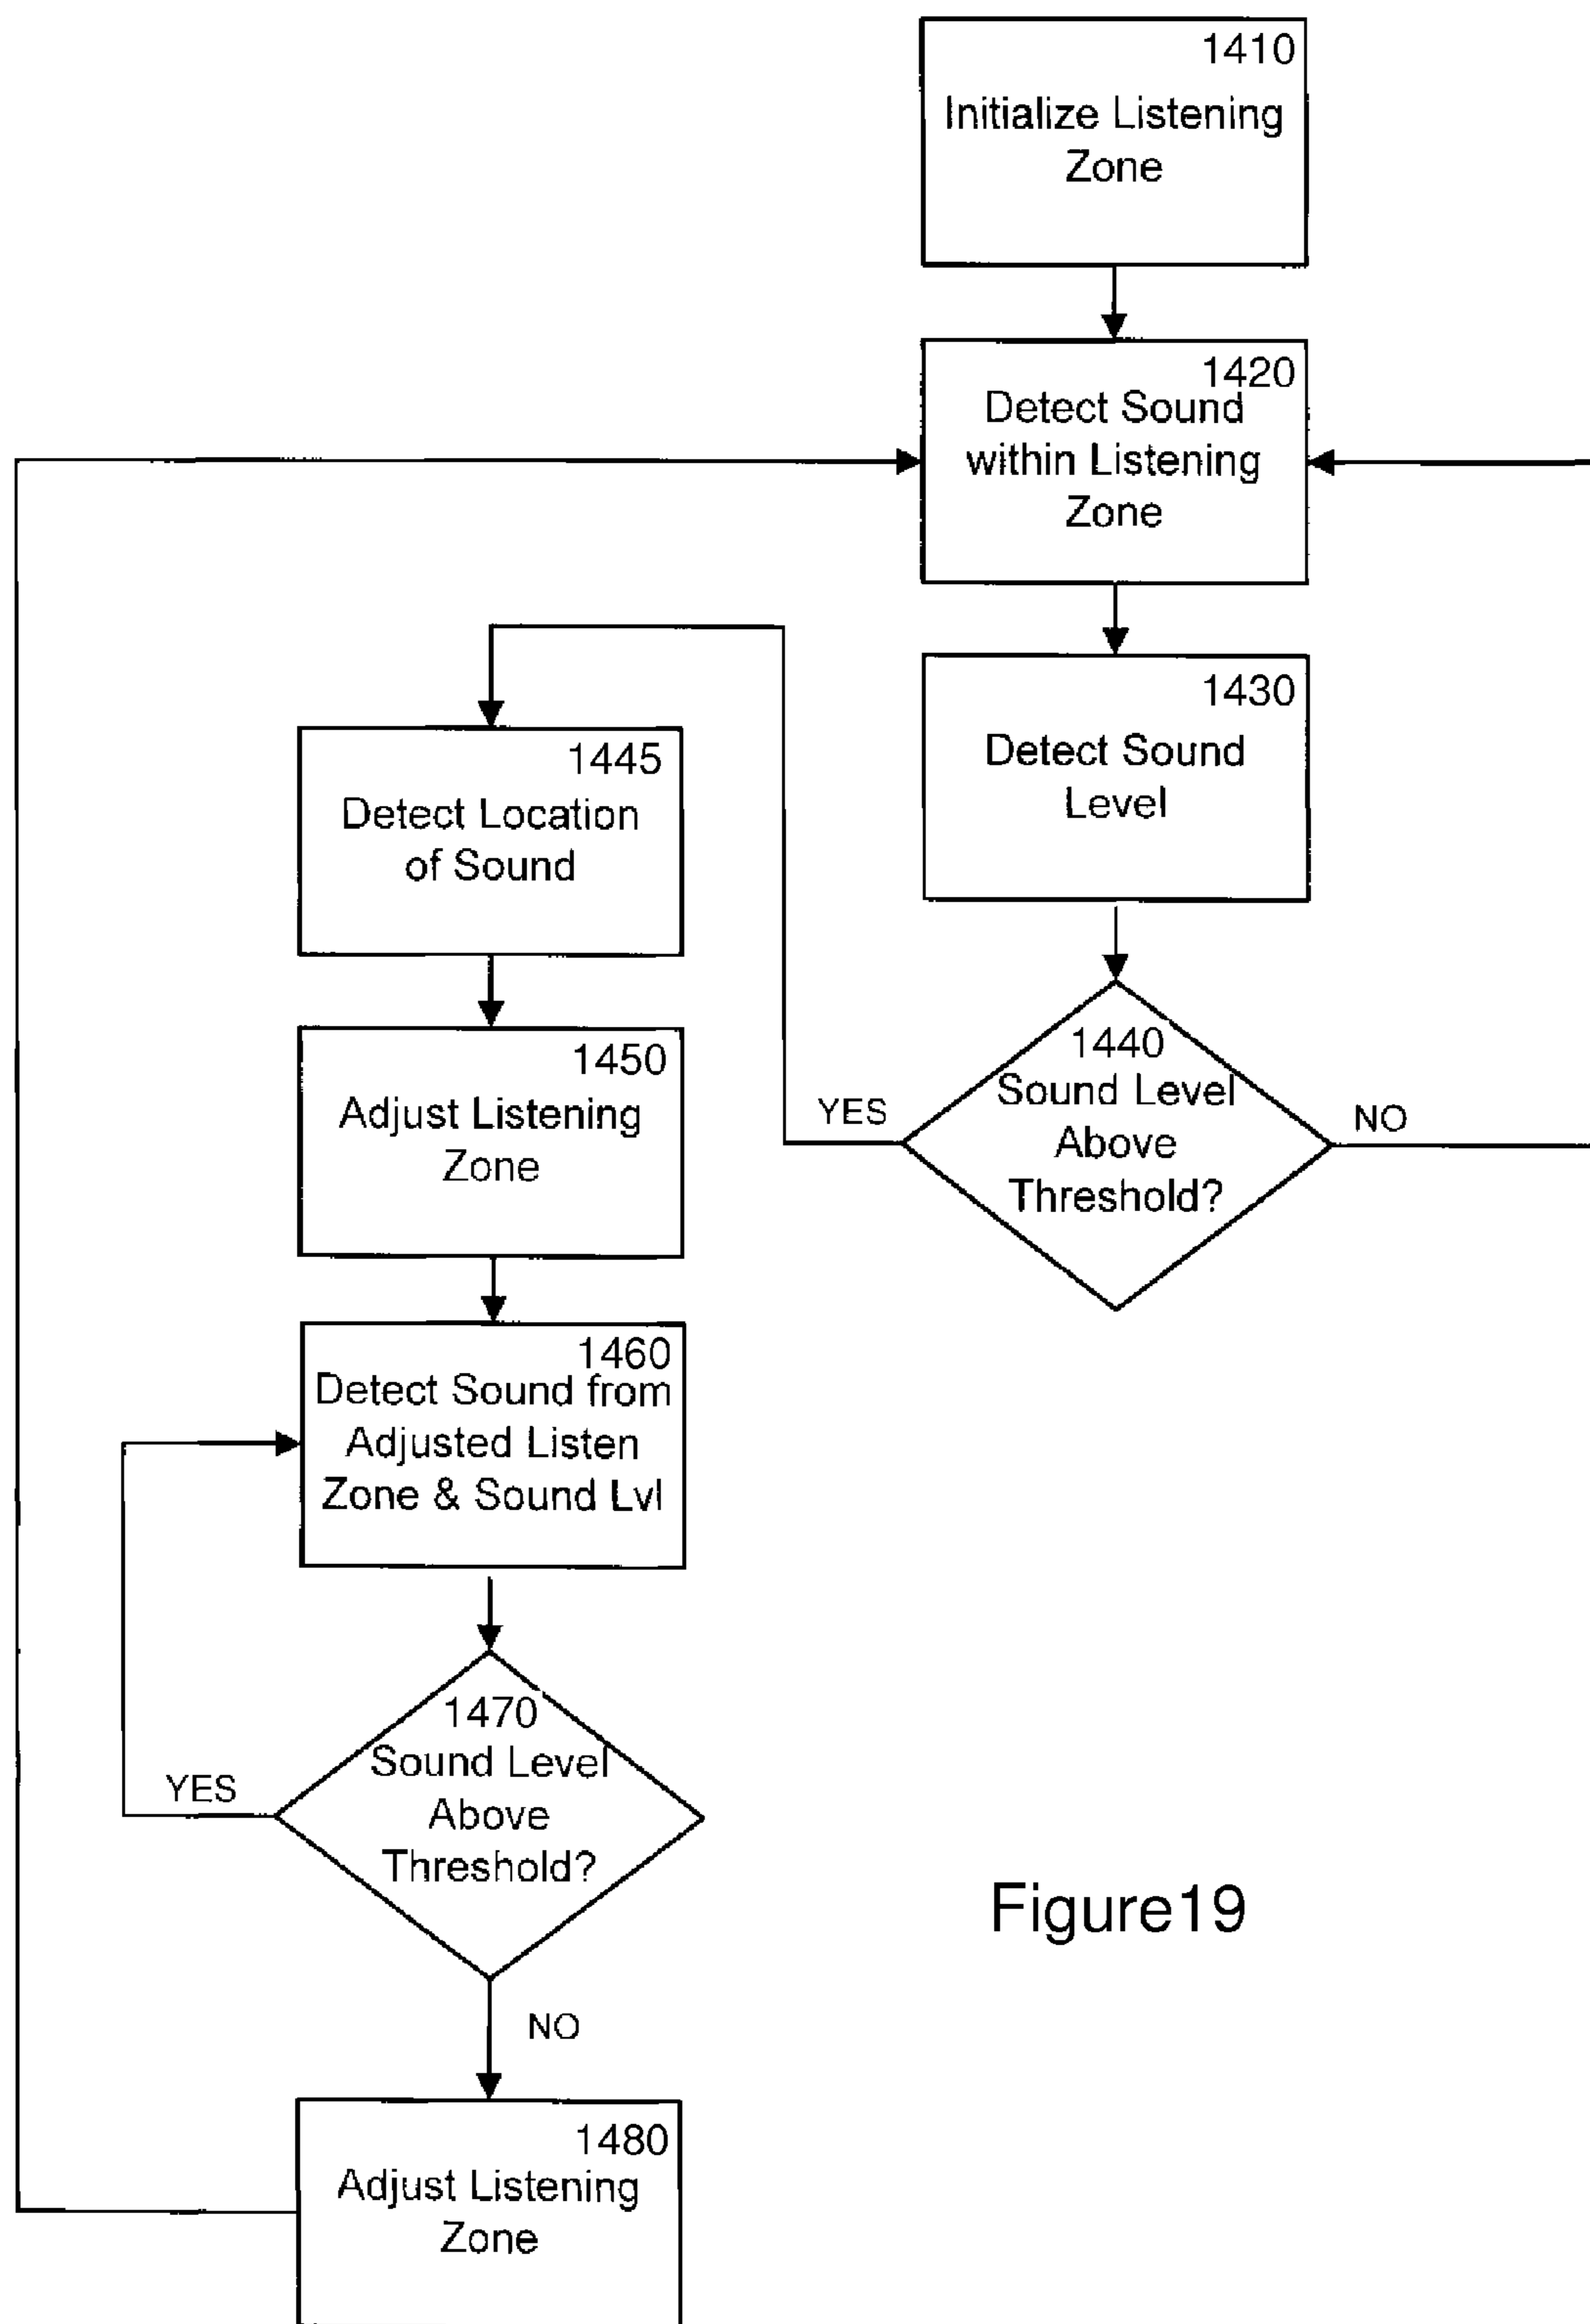 1410
Initialize Listening
Zone
1420
Detect Sound
within Listening
Zone
1430
Detect Sound
Level
1440
Sound Level
Above
Threshold?
YES
NO
1445
Detect Location
of Sound
1450
Adjust Listening
Zone
1460
Detect Sound from
Adjusted Listen
Zone & Sound Lvl
1470
Sound Level
Above
Threshold?
YES
NO
1480
Adjust Listening
Zone
Figure19